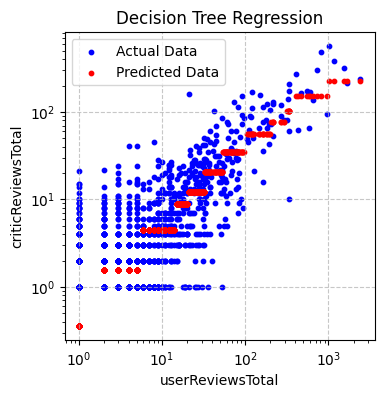 Decision Tree Regression
Actual Data
Predicted Data
criticReviewsTotal
10²
10¹
10⁰
10⁰ 10¹ 10² 10³
userReviewsTotal